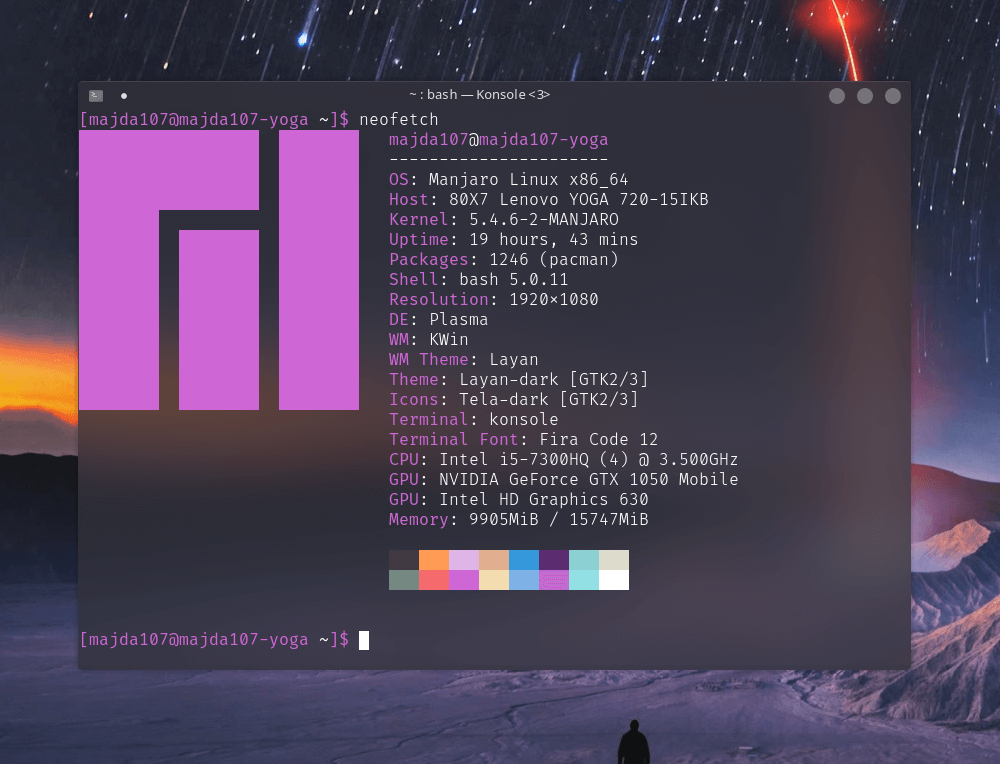 ~ : bash — Konsole <3>
[majda107@majda107-yoga ~]$ neofetch
majda107@majda107-yoga
----------------------
OS: Manjaro Linux x86_64
Host: 80X7 Lenovo YOGA 720-15IKB
Kernel: 5.4.6-2-MANJARO
Uptime: 19 hours, 43 mins
Packages: 1246 (pacman)
Shell: bash 5.0.11
Resolution: 1920×1080
DE: Plasma
WM: KWin
WM Theme: Layan
Theme: Layan-dark [GTK2/3]
Icons: Tela-dark [GTK2/3]
Terminal: konsole
Terminal Font: Fira Code 12
CPU: Intel i5-7300HQ (4) @ 3.500GHz
GPU: NVIDIA GeForce GTX 1050 Mobile
GPU: Intel HD Graphics 630
Memory: 9905MiB / 15747MiB
[majda107@majda107-yoga ~]$